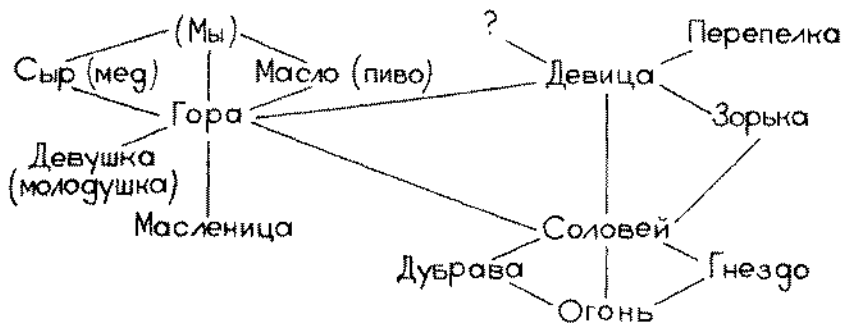 (Мы)
?
Перепелка
Сыр (мед)
Масло (пиво)
Девица
Гора
Зорька
Девушка
(молодушка)
Масленица
Соловей
Дубрава
Гнездо
Огонь